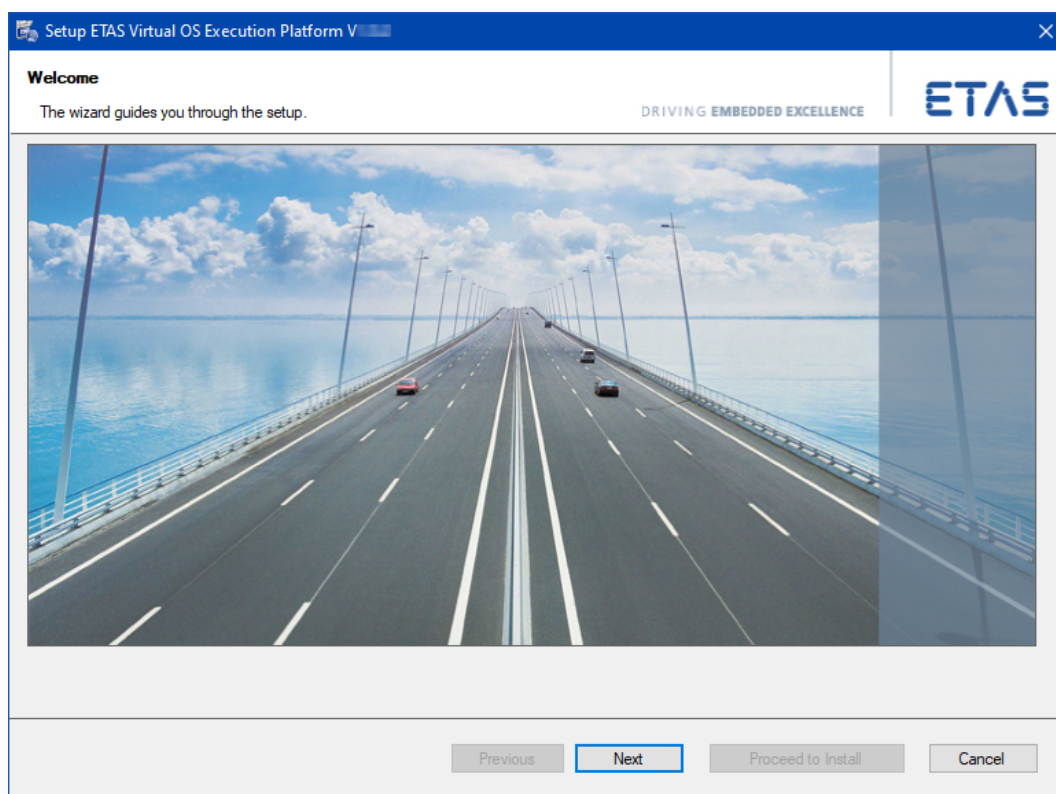 Setup ETAS Virtual OS Execution Platform V
Welcome
The wizard guides you through the setup.
DRIVING EMBEDDED EXCELLENCE
ETAS
Previous
Next
Proceed to Install
Cancel